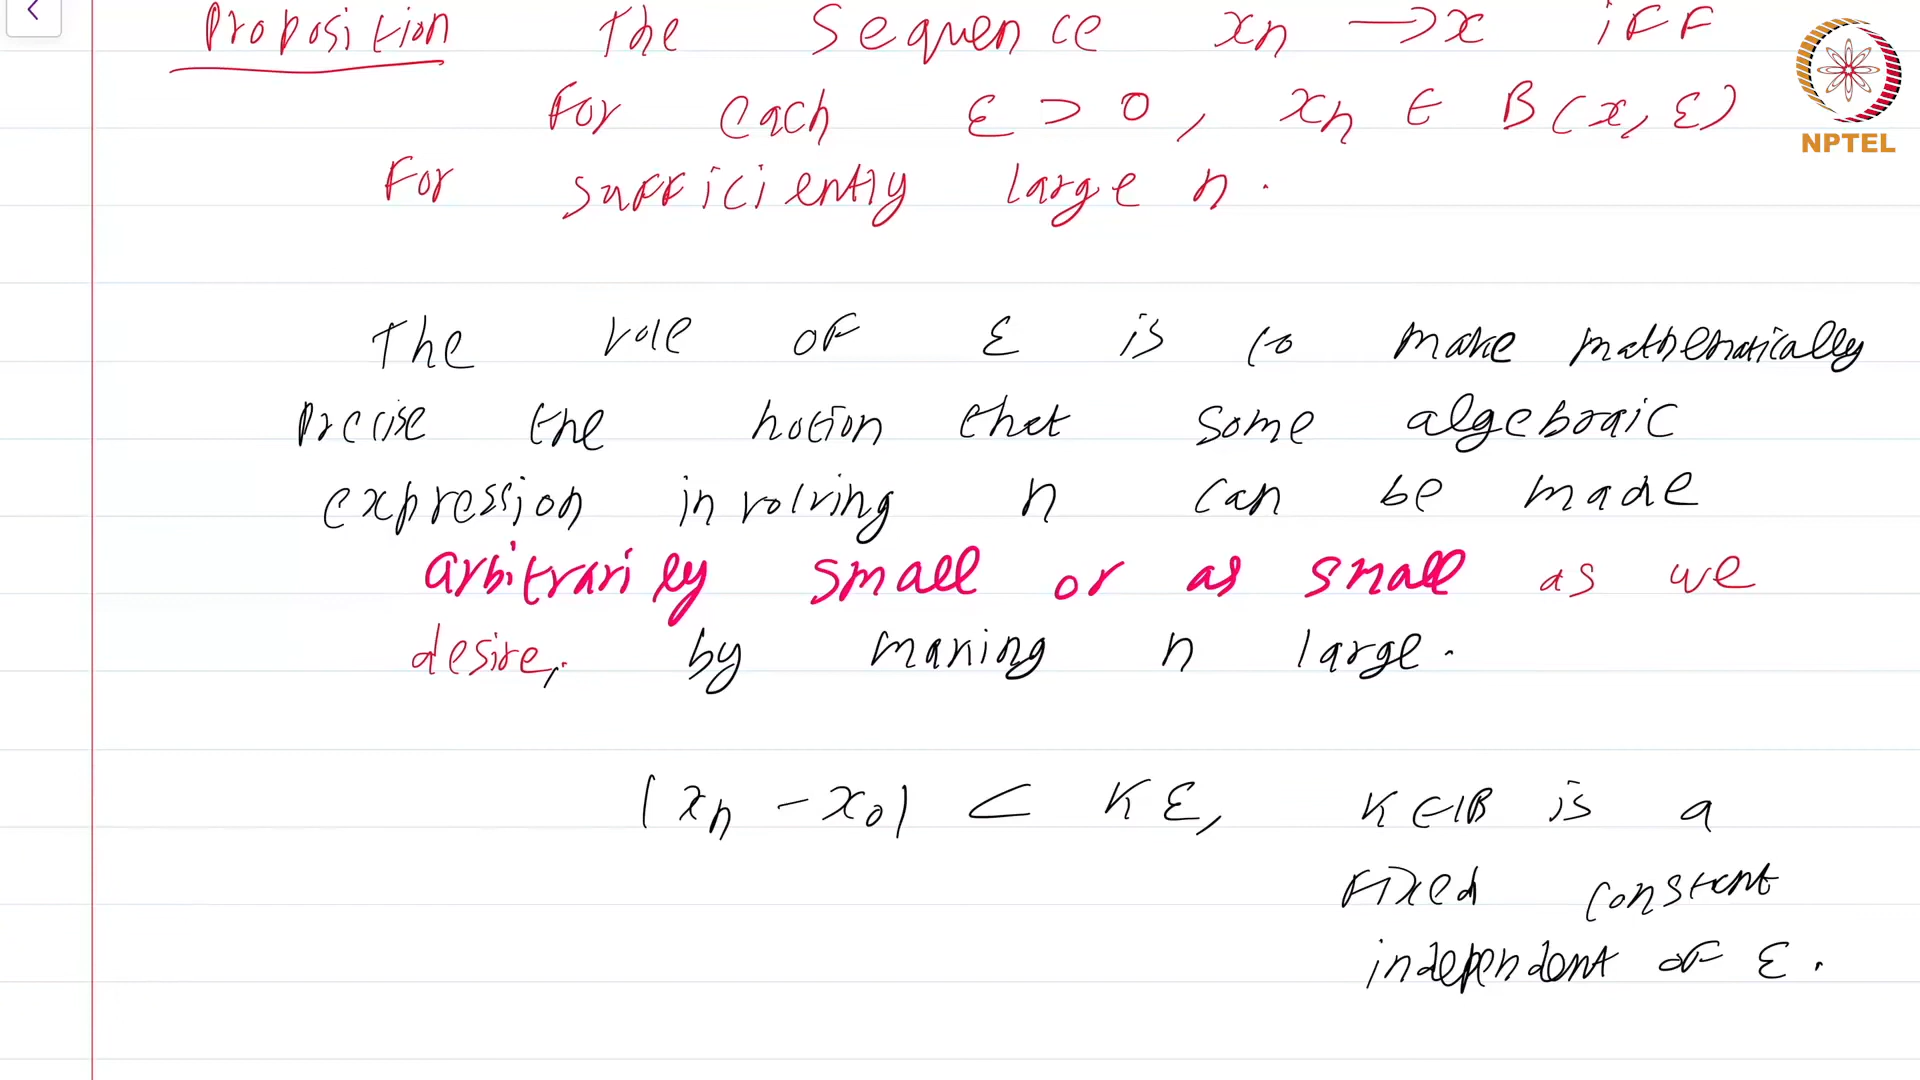 Proposition The sequence xn → x iff
For each ε > 0, xn ∈ B(x, ε)
For sufficiently large n.
NPTEL
The role of ε is to make mathematically
precise the notion that some algebraic
expression involving n can be made
arbitrarily small or as small as we
desire, by making n large.
|xn - x0| < Kε, K ∈ ℝ is a
fixed constant
independent of ε.